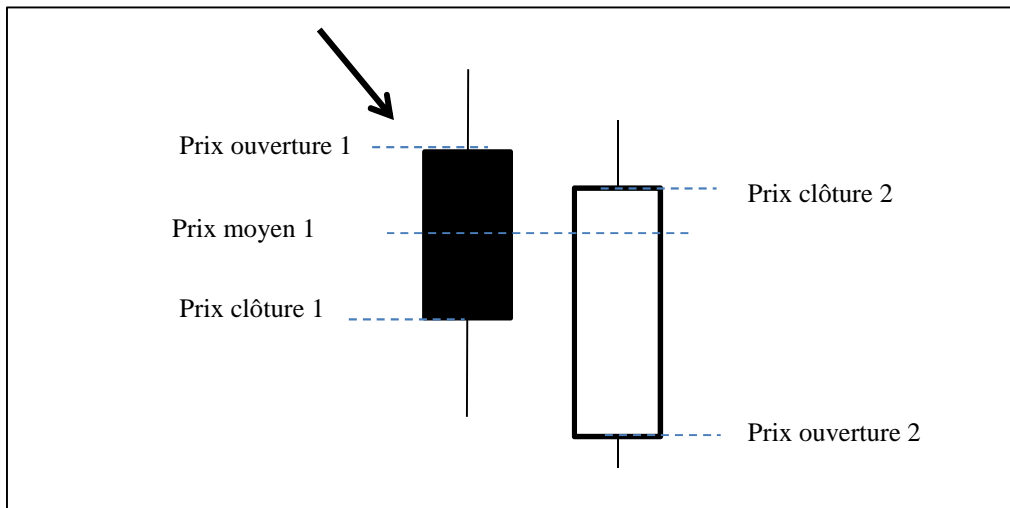 Prix ouverture 1
Prix clôture 2
Prix moyen 1
Prix clôture 1
Prix ouverture 2